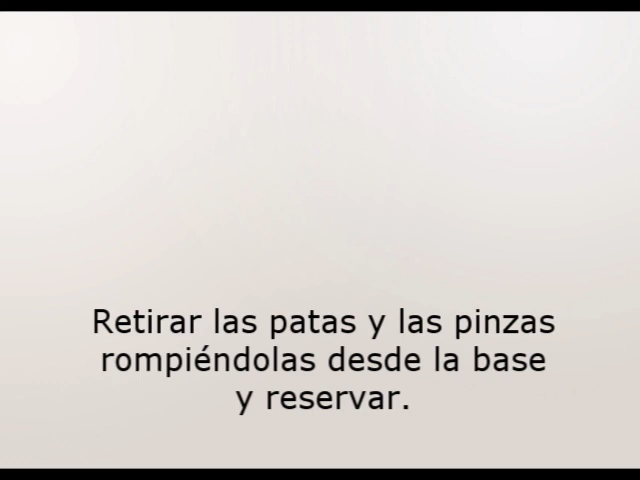 Retirar las patas y las pinzas
rompiéndolas desde la base
y reservar.